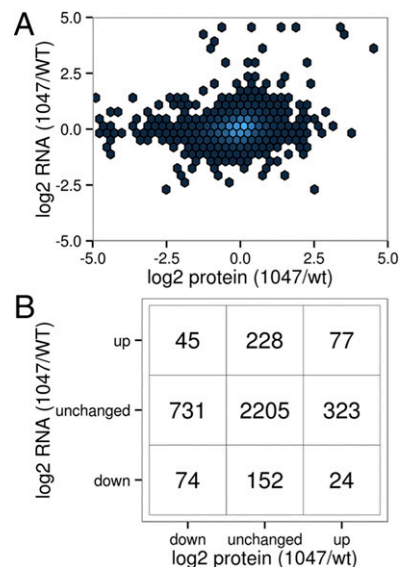 A
log2 RNA (1047/WT)
5.0
2.5
0.0
-2.5
-5.0
-5.0 -2.5 0.0 2.5 5.0
log2 protein (1047/wt)
B
log2 RNA (1047/WT)
up 45 228 77
unchanged 731 2205 323
down 74 152 24
down unchanged up
log2 protein (1047/wt)